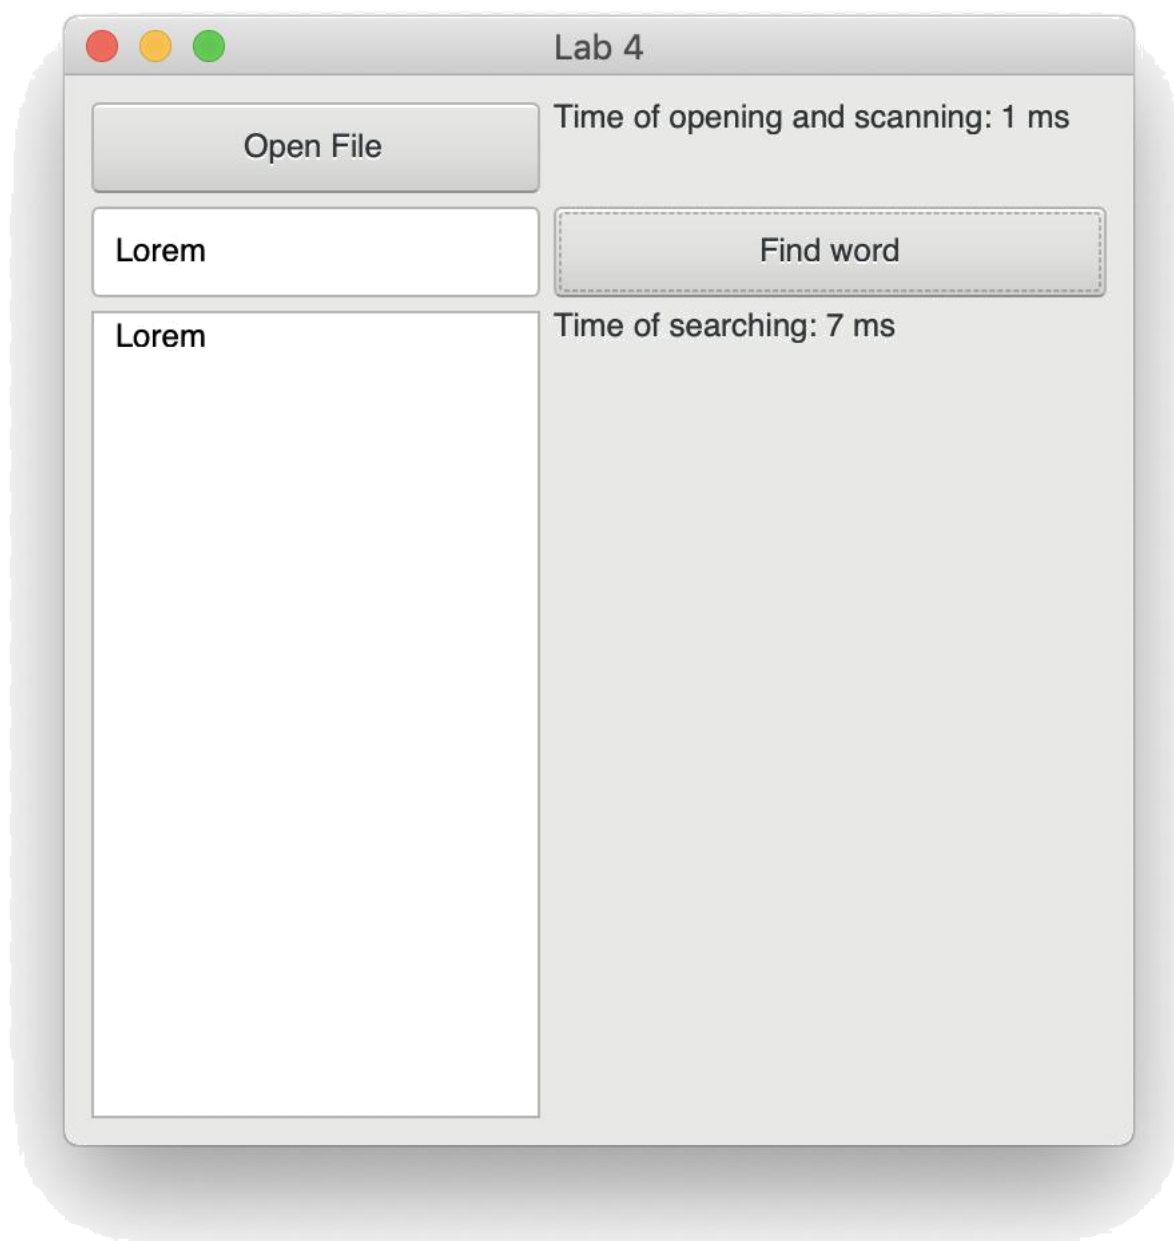 Lab 4
Open File
Time of opening and scanning: 1 ms
Lorem
Find word
Lorem
Time of searching: 7 ms